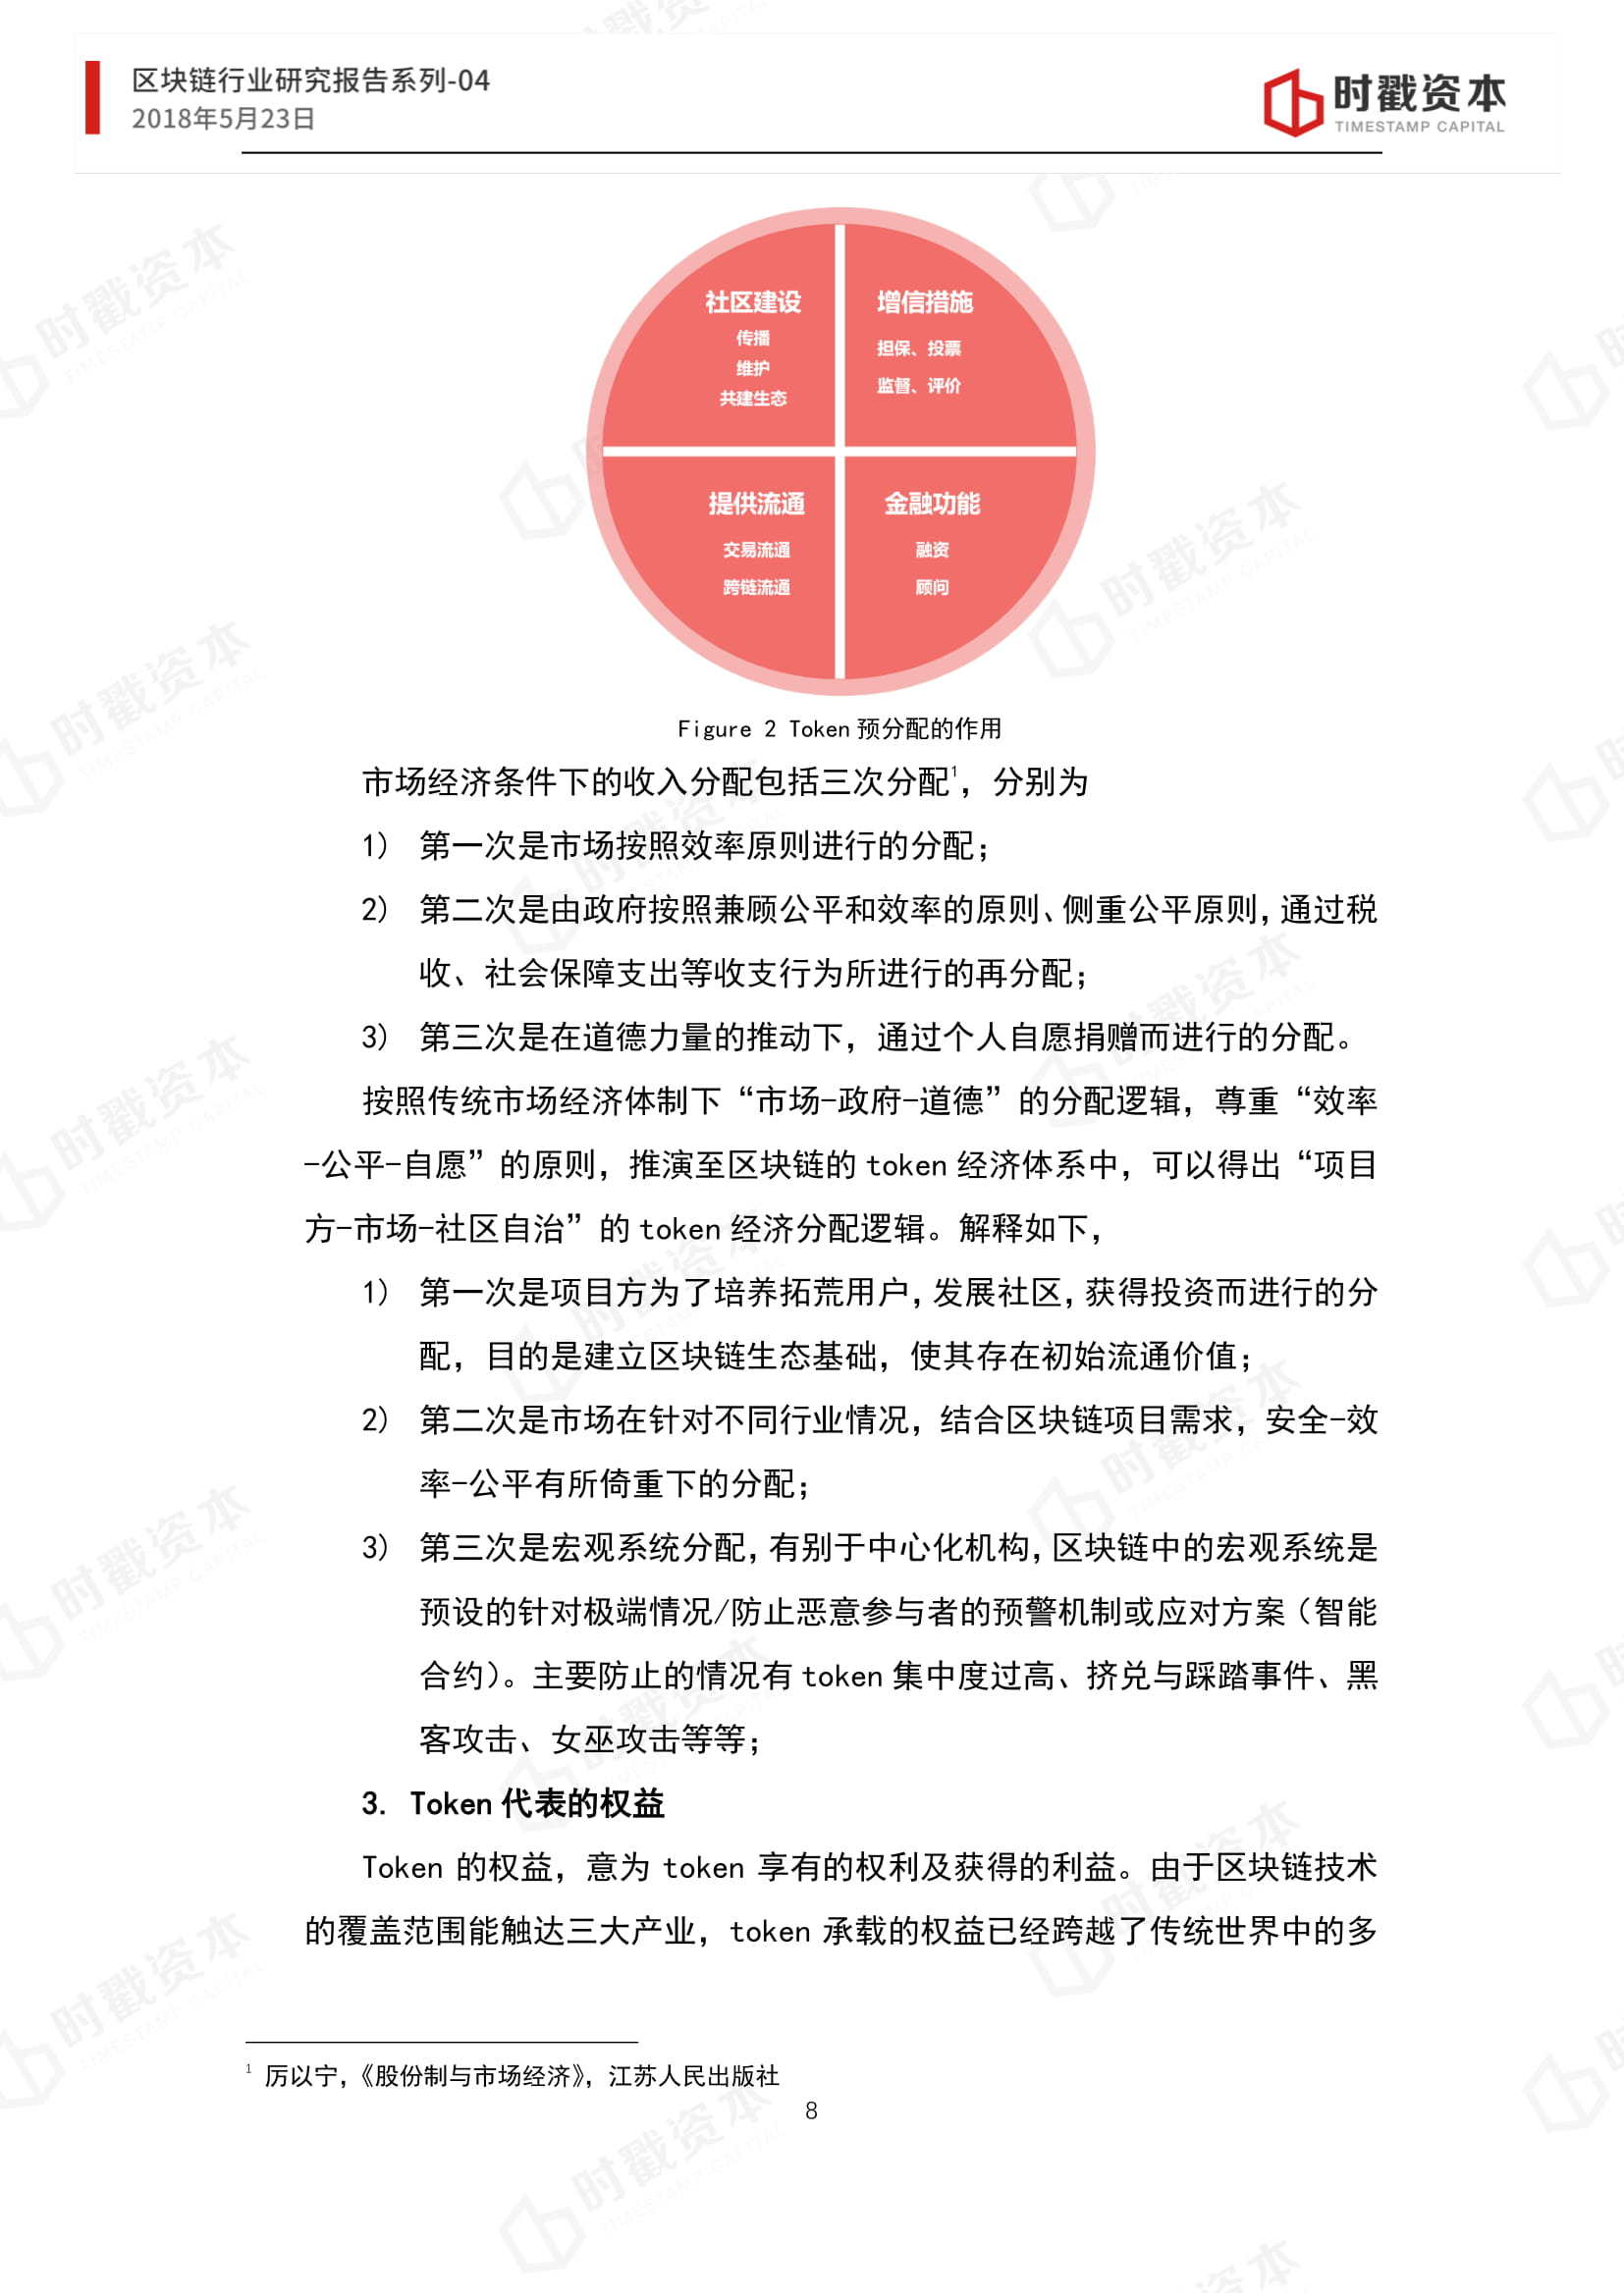 区块链行业研究报告系列-04
2018年5月23日
时戳资本
TIMESTAMP CAPITAL
社区建设
传播
维护
共建生态
增信措施
担保、投票
监督、评价
提供流通
交易流通
跨链流通
金融功能
融资
顾问
Figure 2 Token 预分配的作用
市场经济条件下的收入分配包括三次分配1，分别为
1) 第一次是市场按照效率原则进行的分配；
2) 第二次是由政府按照兼顾公平和效率的原则、侧重公平原则，通过税
收、社会保障支出等收支行为所进行的再分配；
3) 第三次是在道德力量的推动下，通过个人自愿捐赠而进行的分配。
按照传统市场经济体制下“市场-政府-道德”的分配逻辑，尊重“效率
-公平-自愿”的原则，推演至区块链的 token 经济体系中，可以得出“项目
方-市场-社区自治”的 token 经济分配逻辑。解释如下，
1) 第一次是项目方为了培养拓荒用户，发展社区，获得投资而进行的分
配，目的是建立区块链生态基础，使其存在初始流通价值；
2) 第二次是市场在针对不同行业情况，结合区块链项目需求，安全-效
率-公平有所倚重下的分配；
3) 第三次是宏观系统分配，有别于中心化机构，区块链中的宏观系统是
预设的针对极端情况/防止恶意参与者的预警机制或应对方案（智能
合约）。主要防止的情况有 token 集中度过高、挤兑与踩踏事件、黑
客攻击、女巫攻击等等；
3. Token 代表的权益
Token 的权益，意为 token 享有的权利及获得的利益。由于区块链技术
的覆盖范围能触达三大产业，token 承载的权益已经跨越了传统世界中的多
1 厉以宁，《股份制与市场经济》，江苏人民出版社
8